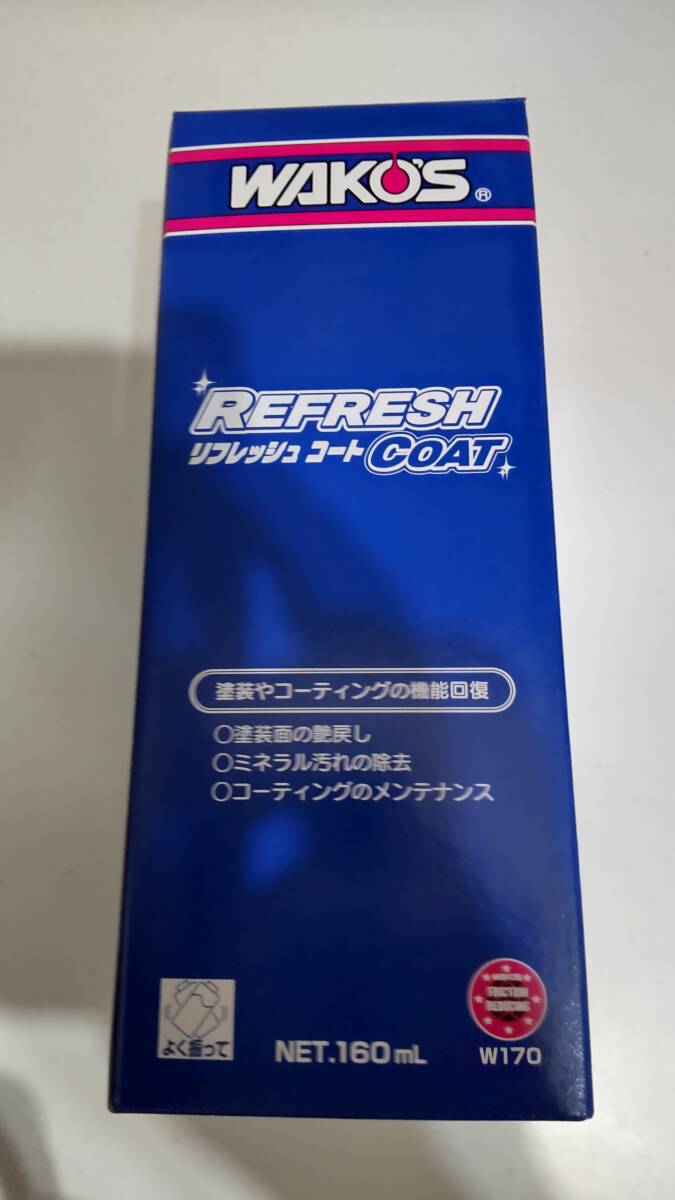 WAKO'S®
REFRESH
リフレッシュ コート COAT
塗装やコーティングの機能回復
○塗装面の艶戻し
○ミネラル汚れの除去
○コーティングのメンテナンス
よく振って
NET.160mL
WAKO'S
FRICTION
REDUCING
W170